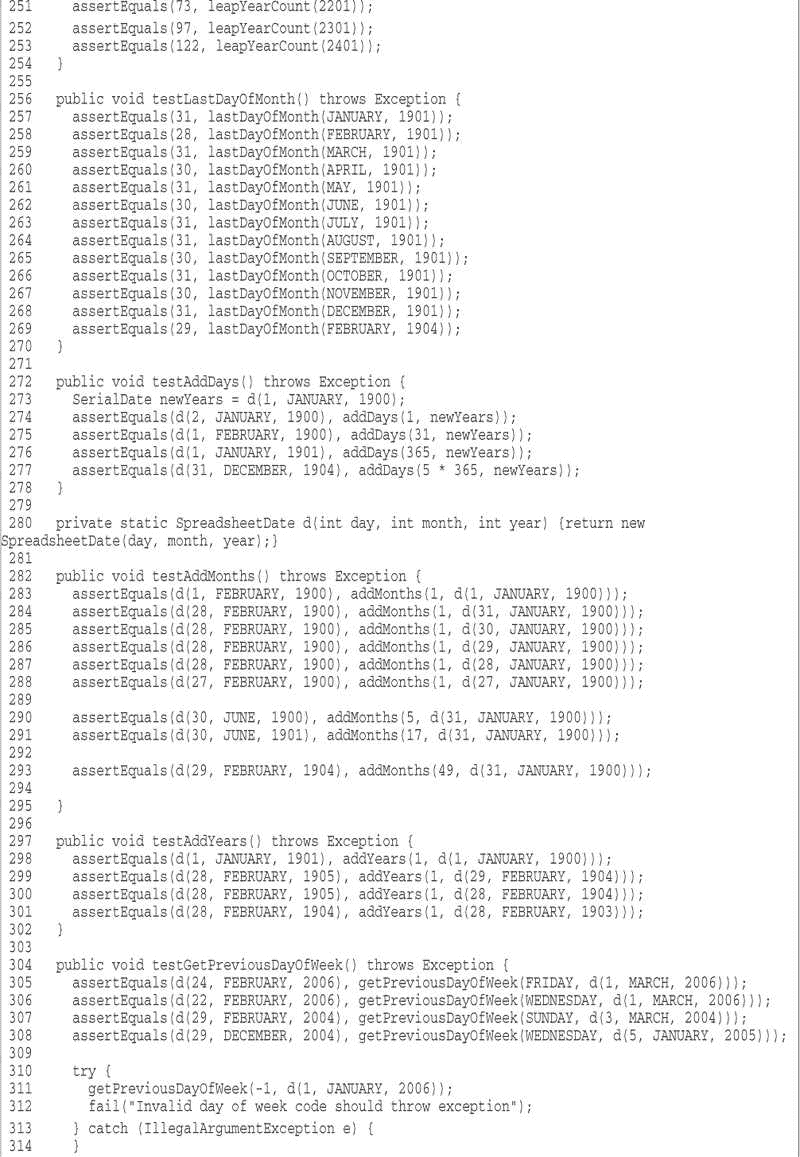 251 assertEquals(73, leapYearCount(2201));
252 assertEquals(97, leapYearCount(2301));
253 assertEquals(122, leapYearCount(2401));
254 }
255
256 public void testLastDayOfMonth() throws Exception {
257 assertEquals(31, lastDayOfMonth(JANUARY, 1901));
258 assertEquals(28, lastDayOfMonth(FEBRUARY, 1901));
259 assertEquals(31, lastDayOfMonth(MARCH, 1901));
260 assertEquals(30, lastDayOfMonth(APRIL, 1901));
261 assertEquals(31, lastDayOfMonth(MAY, 1901));
262 assertEquals(30, lastDayOfMonth(JUNE, 1901));
263 assertEquals(31, lastDayOfMonth(JULY, 1901));
264 assertEquals(31, lastDayOfMonth(AUGUST, 1901));
265 assertEquals(30, lastDayOfMonth(SEPTEMBER, 1901));
266 assertEquals(31, lastDayOfMonth(OCTOBER, 1901));
267 assertEquals(30, lastDayOfMonth(NOVEMBER, 1901));
268 assertEquals(31, lastDayOfMonth(DECEMBER, 1901));
269 assertEquals(29, lastDayOfMonth(FEBRUARY, 1904));
270 }
271
272 public void testAddDays() throws Exception {
273 SerialDate newYears = d(1, JANUARY, 1900);
274 assertEquals(d(2, JANUARY, 1900), addDays(1, newYears));
275 assertEquals(d(1, FEBRUARY, 1900), addDays(31, newYears));
276 assertEquals(d(1, JANUARY, 1901), addDays(365, newYears));
277 assertEquals(d(31, DECEMBER, 1904), addDays(5 * 365, newYears));
278 }
279
280 private static SpreadsheetDate d(int day, int month, int year) {return new
SpreadsheetDate(day, month, year);}
281
282 public void testAddMonths() throws Exception {
283 assertEquals(d(1, FEBRUARY, 1900), addMonths(1, d(1, JANUARY, 1900)));
284 assertEquals(d(28, FEBRUARY, 1900), addMonths(1, d(31, JANUARY, 1900)));
285 assertEquals(d(28, FEBRUARY, 1900), addMonths(1, d(30, JANUARY, 1900)));
286 assertEquals(d(28, FEBRUARY, 1900), addMonths(1, d(29, JANUARY, 1900)));
287 assertEquals(d(28, FEBRUARY, 1900), addMonths(1, d(28, JANUARY, 1900)));
288 assertEquals(d(27, FEBRUARY, 1900), addMonths(1, d(27, JANUARY, 1900)));
289
290 assertEquals(d(30, JUNE, 1900), addMonths(5, d(31, JANUARY, 1900)));
291 assertEquals(d(30, JUNE, 1901), addMonths(17, d(31, JANUARY, 1900)));
292
293 assertEquals(d(29, FEBRUARY, 1904), addMonths(49, d(31, JANUARY, 1900)));
294
295 }
296
297 public void testAddYears() throws Exception {
298 assertEquals(d(1, JANUARY, 1901), addYears(1, d(1, JANUARY, 1900)));
299 assertEquals(d(28, FEBRUARY, 1905), addYears(1, d(29, FEBRUARY, 1904)));
300 assertEquals(d(28, FEBRUARY, 1905), addYears(1, d(28, FEBRUARY, 1904)));
301 assertEquals(d(28, FEBRUARY, 1904), addYears(1, d(28, FEBRUARY, 1903)));
302 }
303
304 public void testGetPreviousDayOfWeek() throws Exception {
305 assertEquals(d(24, FEBRUARY, 2006), getPreviousDayOfWeek(FRIDAY, d(1, MARCH, 2006)));
306 assertEquals(d(22, FEBRUARY, 2006), getPreviousDayOfWeek(WEDNESDAY, d(1, MARCH, 2006)));
307 assertEquals(d(29, FEBRUARY, 2004), getPreviousDayOfWeek(SUNDAY, d(3, MARCH, 2004)));
308 assertEquals(d(29, DECEMBER, 2004), getPreviousDayOfWeek(WEDNESDAY, d(5, JANUARY, 2005)));
309
310 try {
311 getPreviousDayOfWeek(-1, d(1, JANUARY, 2006));
312 fail("Invalid day of week code should throw exception");
313 } catch (IllegalArgumentException e) {
314 }